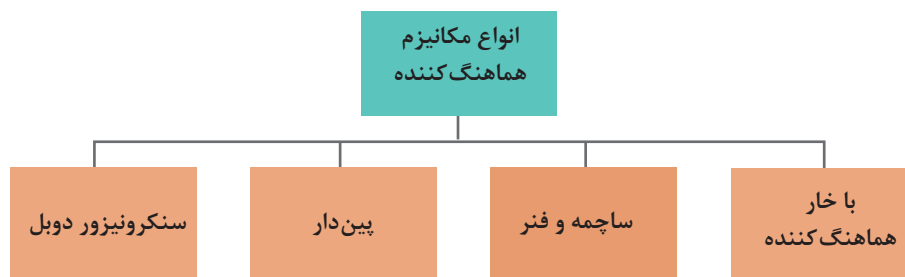 انواع مکانیزم
هماهنگ‌کننده
با خار
هماهنگ‌کننده
ساچمه و فنر
پین‌دار
سنکرونیزور دوبل